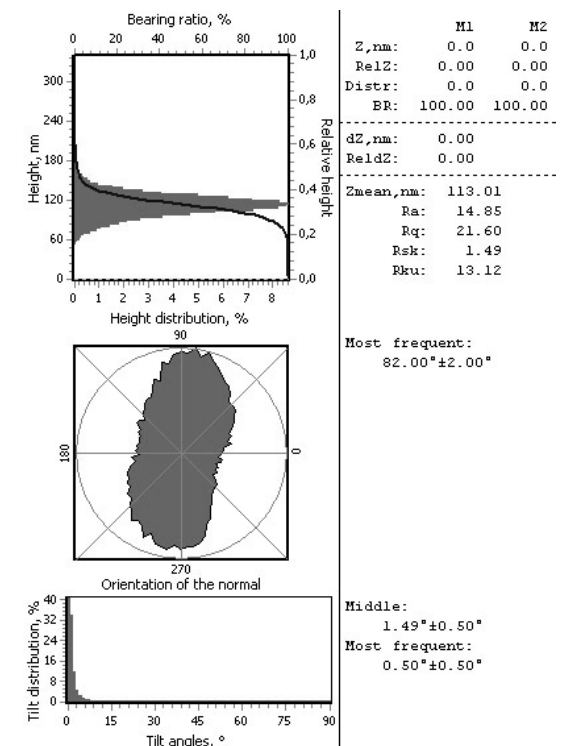 Bearing ratio, %
0 20 40 60 80 100
Height, nm
300
240
180
120
60
0
1,0
0,8
0,6
0,4
0,2
0,0
Relative height
0 1 2 3 4 5 6 7 8
Height distribution, %
90
180
0
270
Orientation of the normal
Tilt distribution, %
40
32
24
16
8
0
0 15 30 45 60 75 90
Tilt angles, °
M1 M2
Z,nm: 0.0 0.0
RelZ: 0.00 0.00
Distr: 0.0 0.0
BR: 100.00 100.00
dZ,nm: 0.00
ReldZ: 0.00
Zmean,nm: 113.01
Ra: 14.85
Rq: 21.60
Rsk: 1.49
Rku: 13.12
Most frequent:
82.00°±2.00°
Middle:
1.49°±0.50°
Most frequent:
0.50°±0.50°